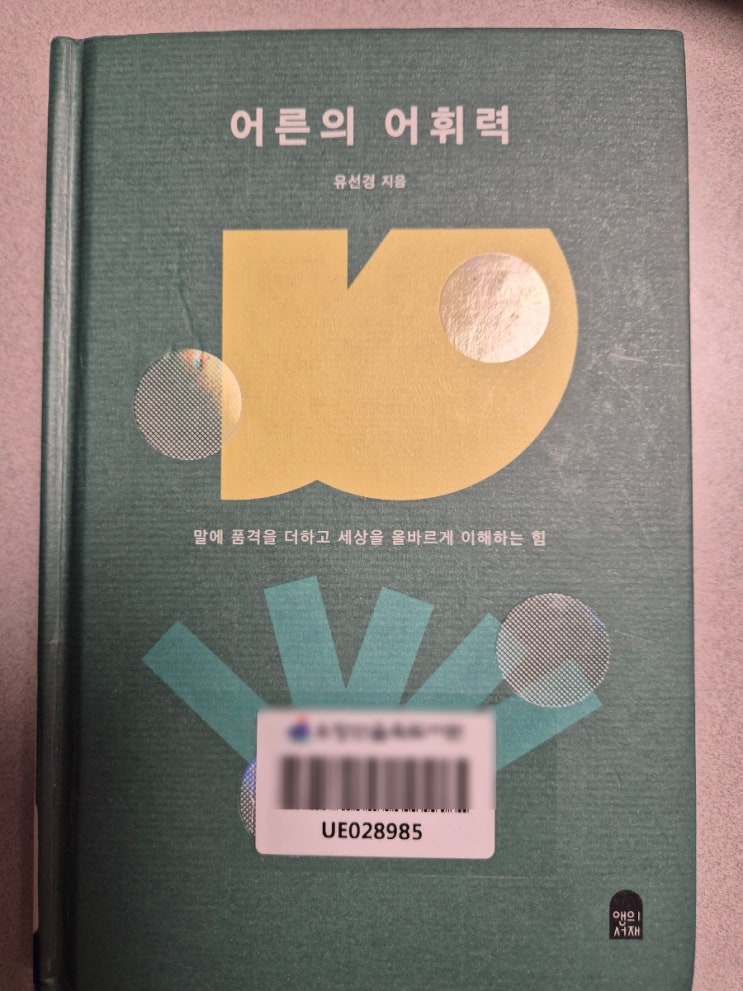 어른의 어휘력
유선경 지음
말에 품격을 더하고 세상을 올바르게 이해하는 힘
UE028985
앤의
서재